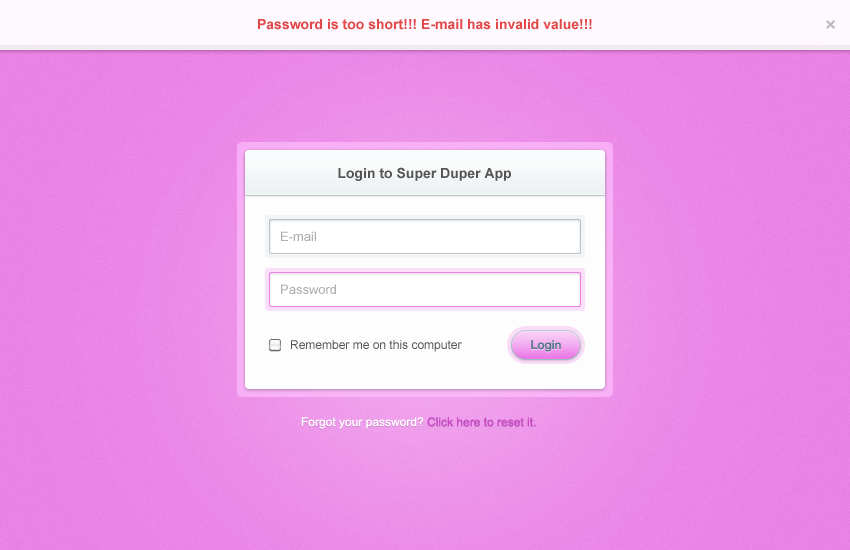 Password is too short!!! E-mail has invalid value!!!
×
Login to Super Duper App
E-mail
Password
Remember me on this computer
Login
Forgot your password? Click here to reset it.